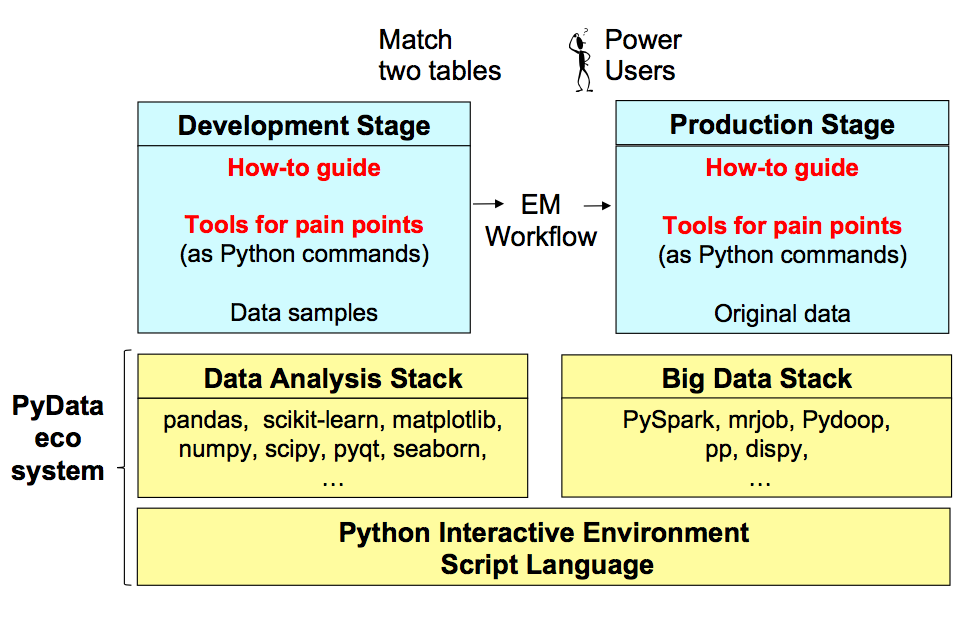 Match
two tables
?
Power
Users
Development Stage
How-to guide
Tools for pain points
(as Python commands)
Data samples
EM
Workflow
Production Stage
How-to guide
Tools for pain points
(as Python commands)
Original data
PyData
eco
system
Data Analysis Stack
pandas,  scikit-learn, matplotlib,
numpy, scipy, pyqt, seaborn,
…
Big Data Stack
PySpark, mrjob, Pydoop,
pp, dispy,
…
Python Interactive Environment
Script Language